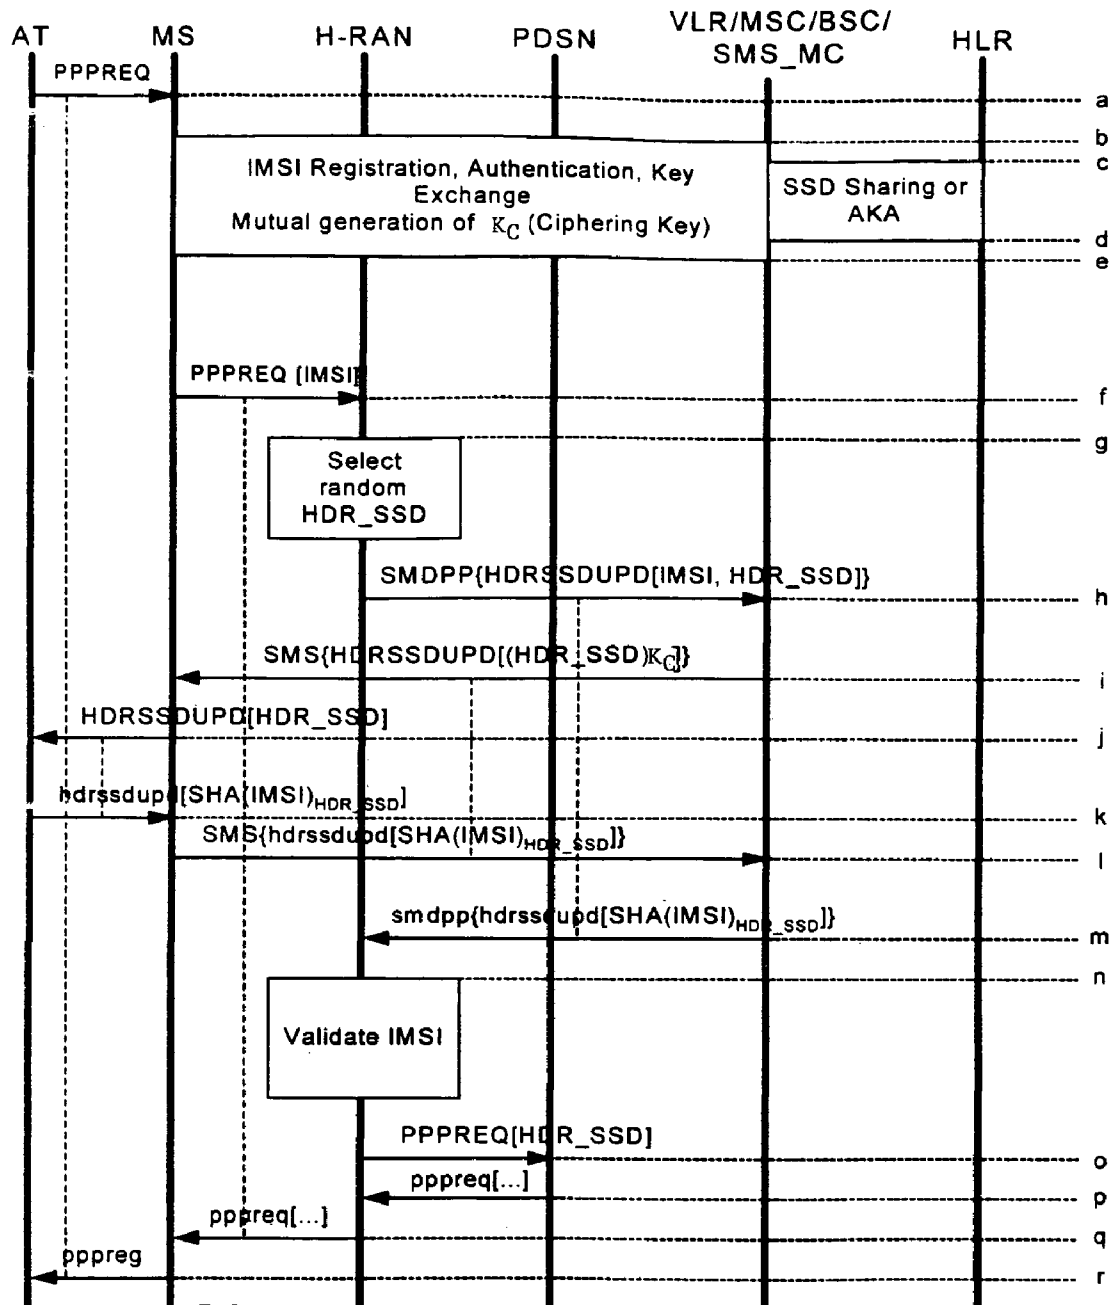 AT
MS
H-RAN
PDSN
VLR/MSC/BSC/
SMS_MC
HLR
PPPREQ
a
b
c
IMSI Registration, Authentication, Key
Exchange
Mutual generation of K_C (Ciphering Key)
SSD Sharing or
AKA
d
e
PPPREQ [IMSI]
f
g
Select
random
HDR_SSD
SMDPP{HDRSSDUPD[IMSI, HDR_SSD]}
h
SMS{HDRSSDUPD[(HDR_SSD)K_C]}
i
HDRSSDUPD[HDR_SSD]
j
hdrssdupd[SHA(IMSI)HDR_SSD]
k
SMS{hdrssdupd[SHA(IMSI)HDR_SSD]}
l
smdpp{hdrssdupd[SHA(IMSI)HDR_SSD]}
m
n
Validate IMSI
PPPREQ[HDR_SSD]
o
pppreq[...]
p
pppreq[...]
q
pppreg
r